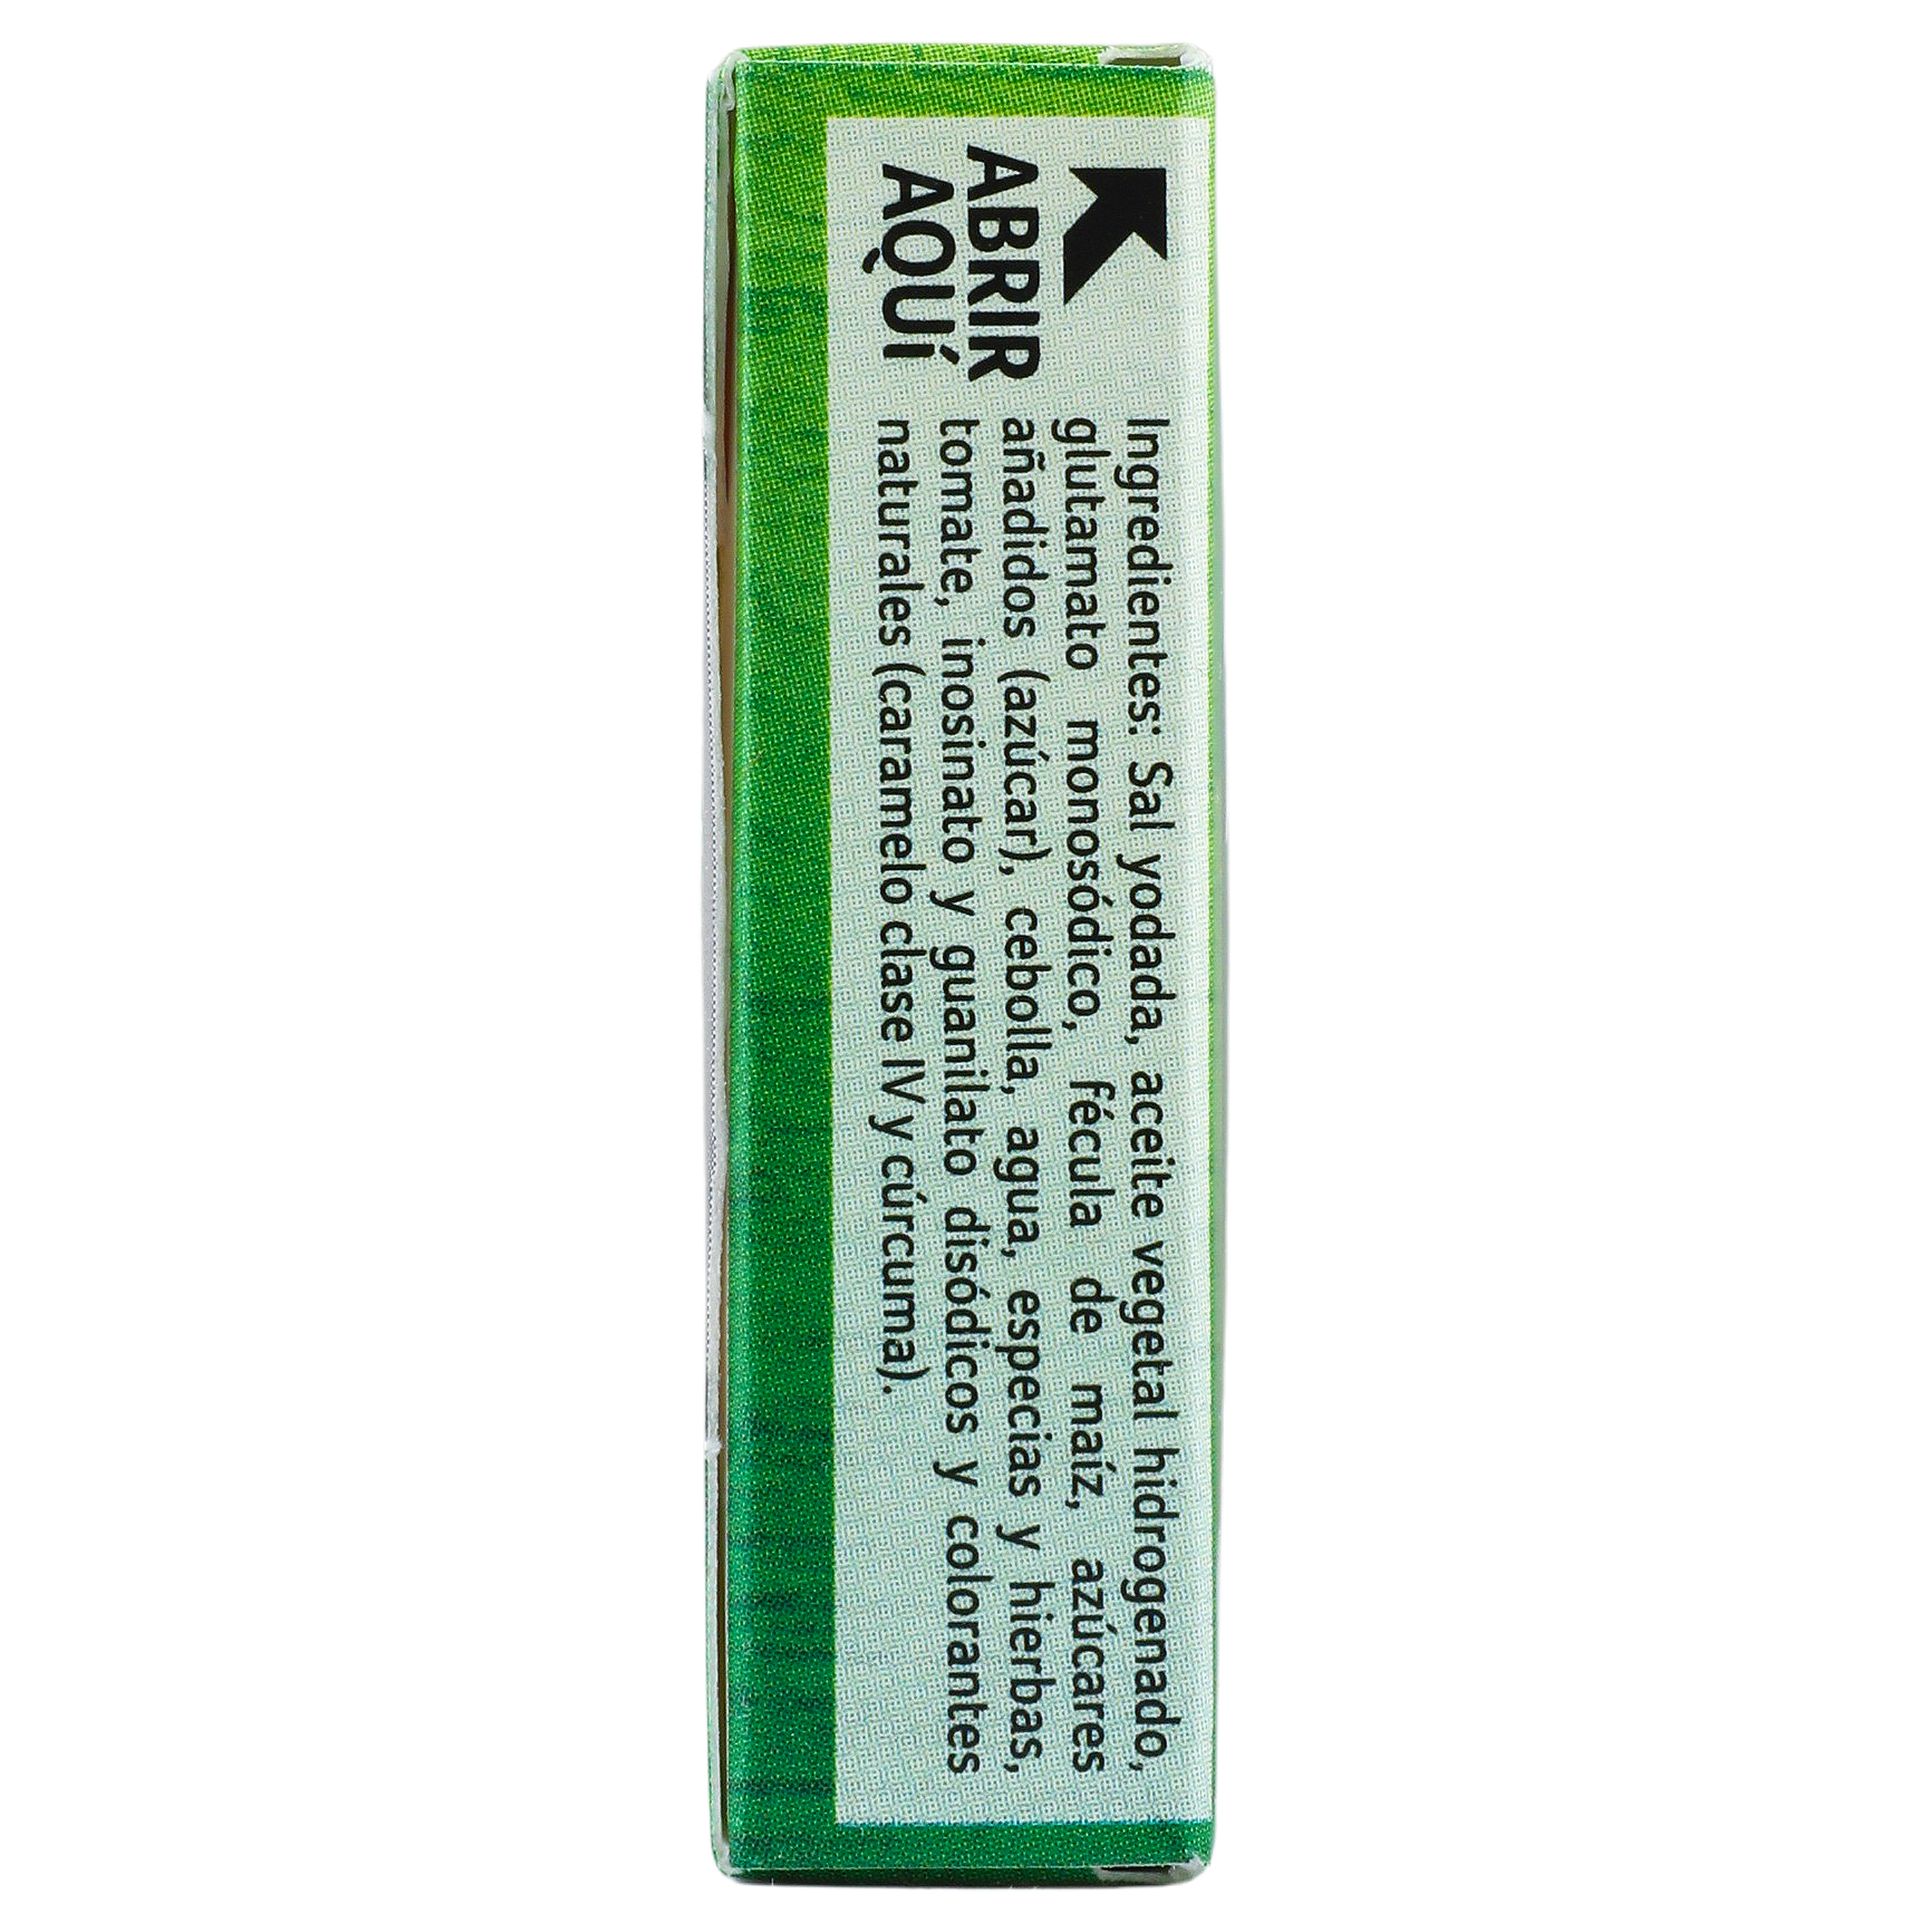 ABRIR
AQUÍ
Ingredientes: Sal yodada, aceite vegetal hidrogenado,
glutamato monosódico, fécula de maíz, azúcares
añadidos (azúcar), cebolla, agua, especias y hierbas,
tomate, inosinato y guanilato disódicos y colorantes
naturales (caramelo clase IV y cúrcuma).